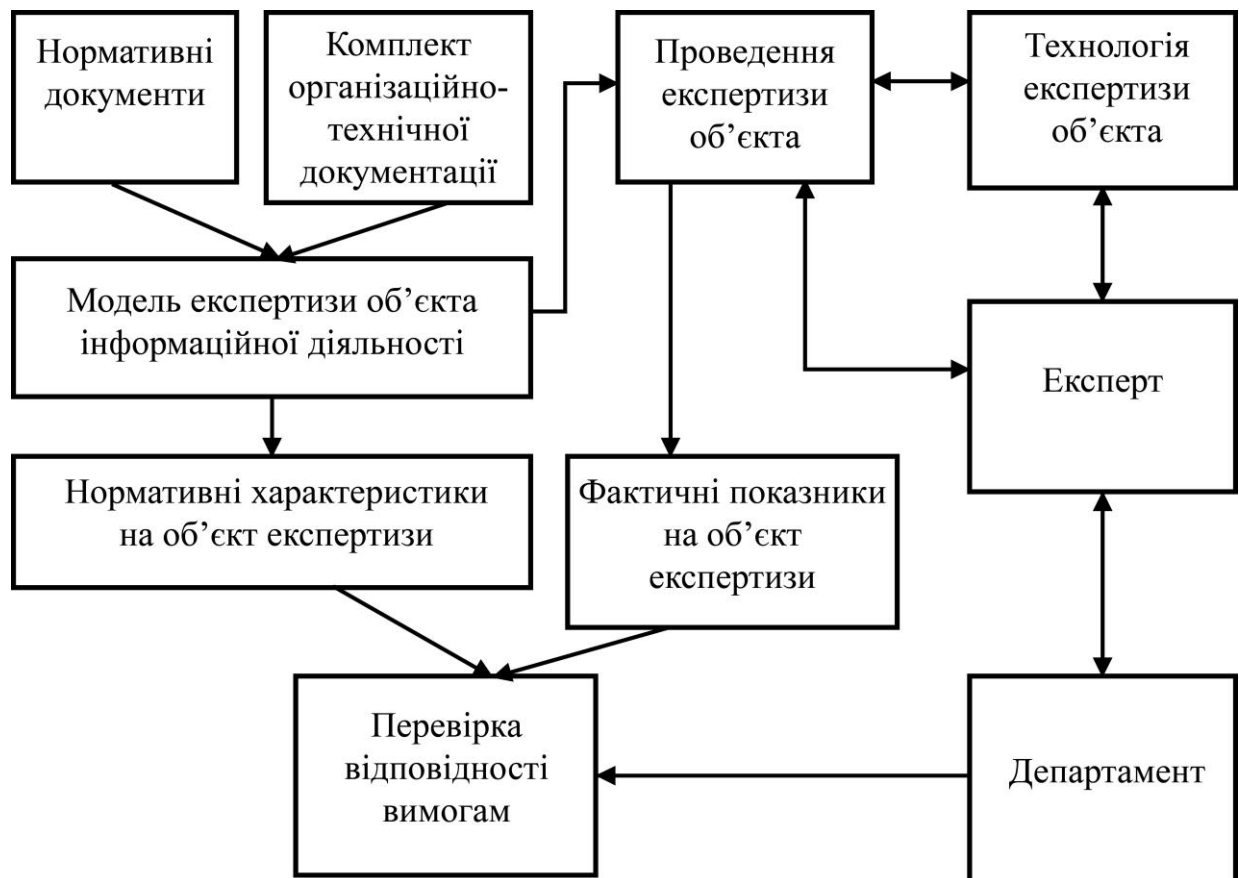 Нормативні
документи
Комплект
організаційно-
технічної
документації
Проведення
експертизи
об’єкта
Технологія
експертизи
об’єкта
Модель експертизи об’єкта
інформаційної діяльності
Експерт
Нормативні характеристики
на об’єкт експертизи
Фактичні показники
на об’єкт
експертизи
Перевірка
відповідності
вимогам
Департамент